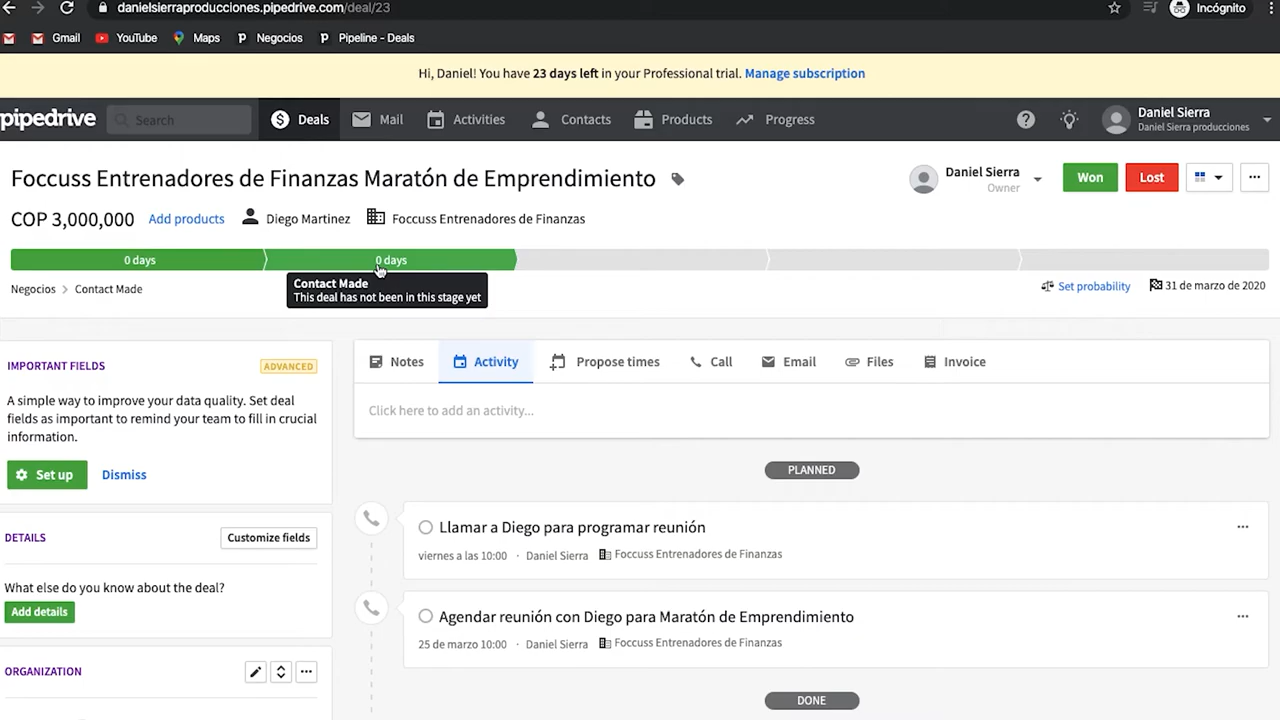 danielsierraproducciones.pipedrive.com/deal/23
Incógnito
Gmail
YouTube
Maps
Negocios
Pipeline - Deals
Hi, Daniel! You have 23 days left in your Professional trial. Manage subscription
pipedrive
Search
Deals
Mail
Activities
Contacts
Products
Progress
Daniel Sierra
Daniel Sierra producciones
Foccuss Entrenadores de Finanzas Maratón de Emprendimiento
Daniel Sierra
Owner
Won
Lost
COP 3,000,000
Add products
Diego Martinez
Foccuss Entrenadores de Finanzas
0 days
0 days
Contact Made
This deal has not been in this stage yet
Negocios > Contact Made
Set probability
31 de marzo de 2020
IMPORTANT FIELDS
ADVANCED
A simple way to improve your data quality. Set deal
fields as important to remind your team to fill in crucial
information.
Set up
Dismiss
DETAILS
Customize fields
What else do you know about the deal?
Add details
ORGANIZATION
Notes
Activity
Propose times
Call
Email
Files
Invoice
Click here to add an activity...
PLANNED
Llamar a Diego para programar reunión
viernes a las 10:00 · Daniel Sierra Foccuss Entrenadores de Finanzas
Agendar reunión con Diego para Maratón de Emprendimiento
25 de marzo 10:00 · Daniel Sierra Foccuss Entrenadores de Finanzas
DONE